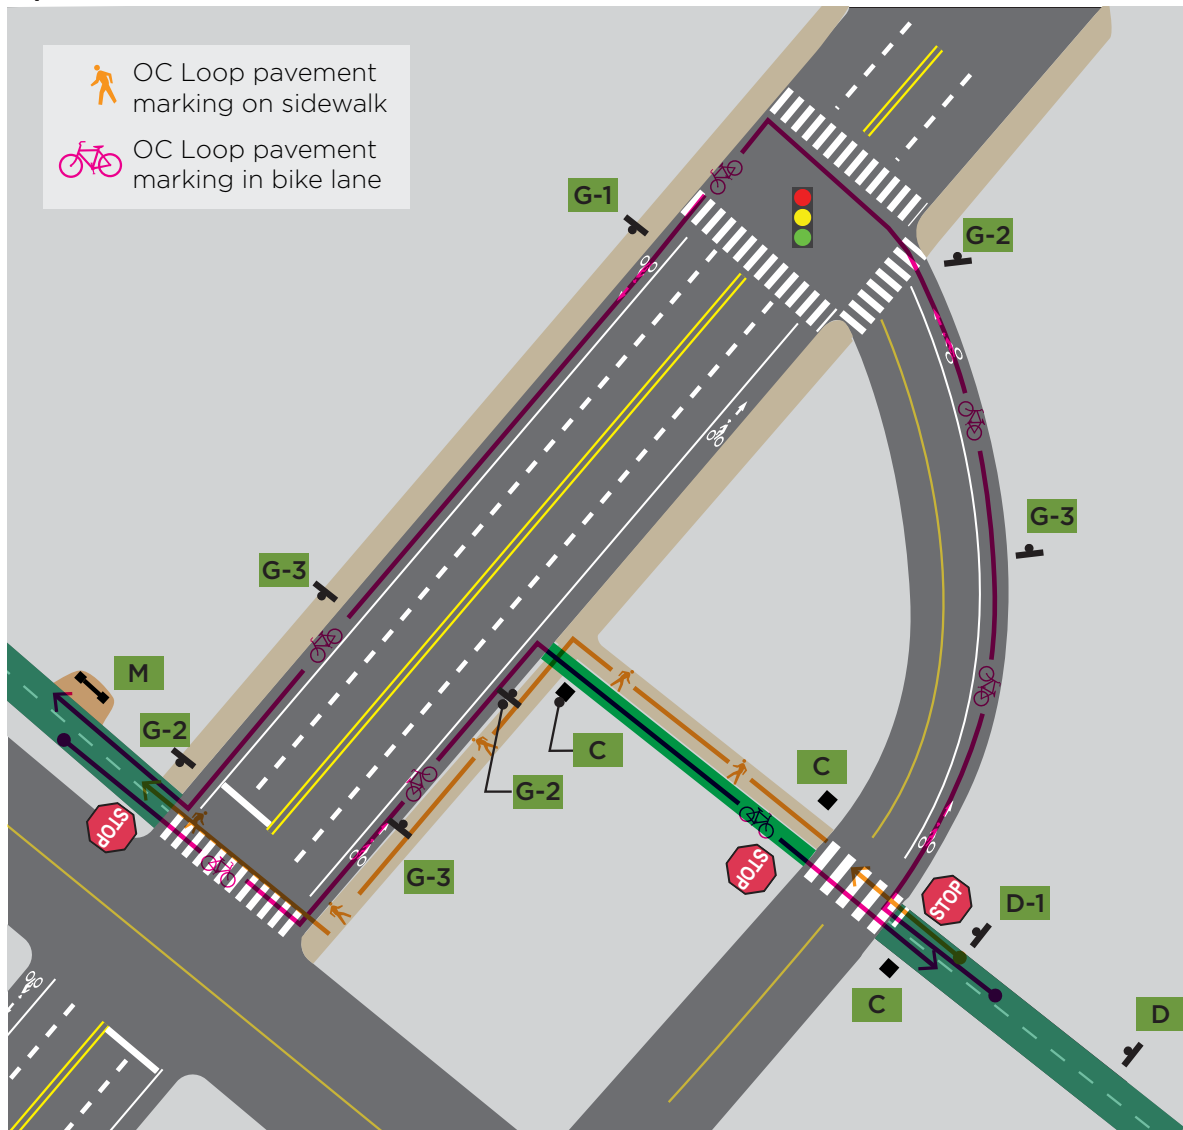 OC Loop pavement
marking on sidewalk
OC Loop pavement
marking in bike lane
G-1
G-2
G-3
G-3
M
G-2
C
C
G-2
STOP
STOP
G-3
STOP
D-1
C
D